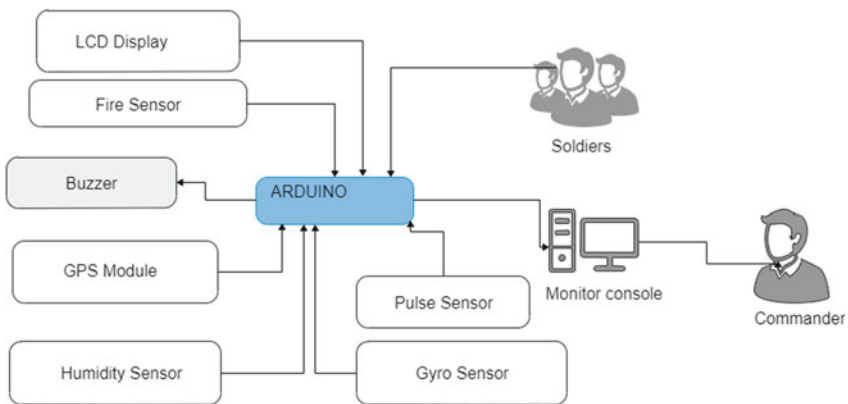 LCD Display
Fire Sensor
Soldiers
Buzzer
ARDUINO
GPS Module
Pulse Sensor
Monitor console
Commander
Humidity Sensor
Gyro Sensor